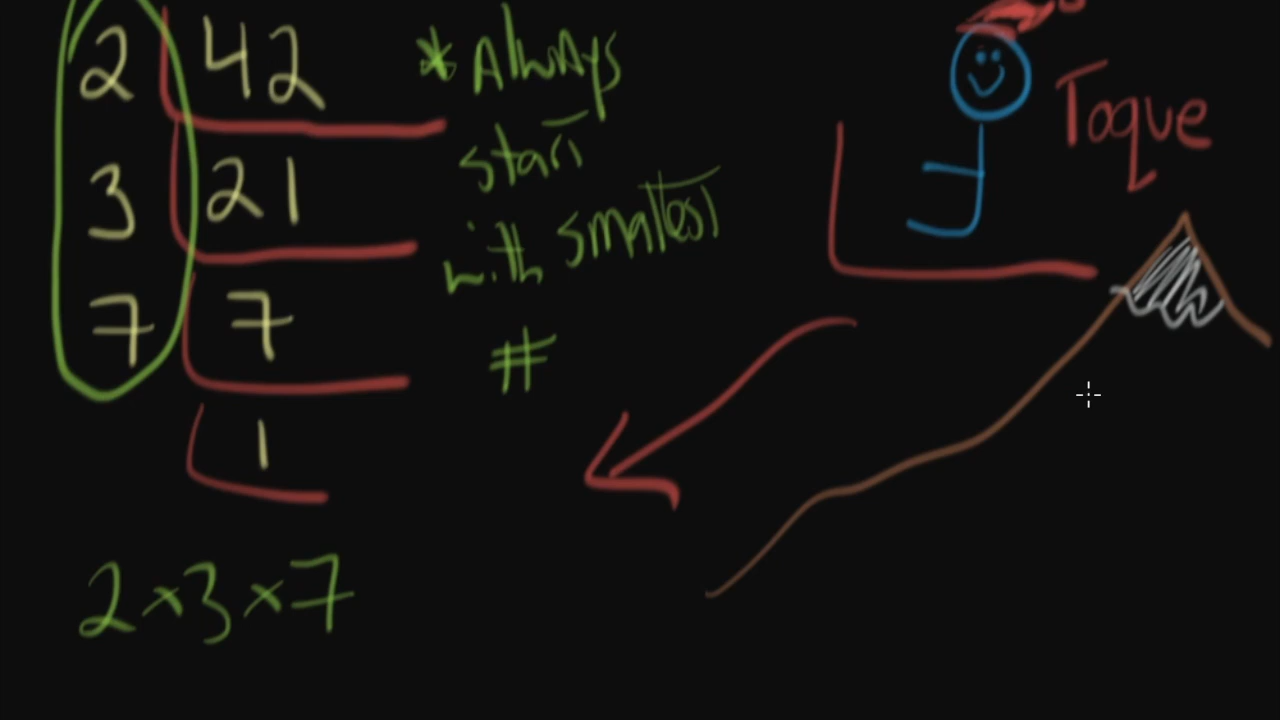 2 42
3 21
7 7
1
* Always
start
with smallest
#
Toque
2×3×7